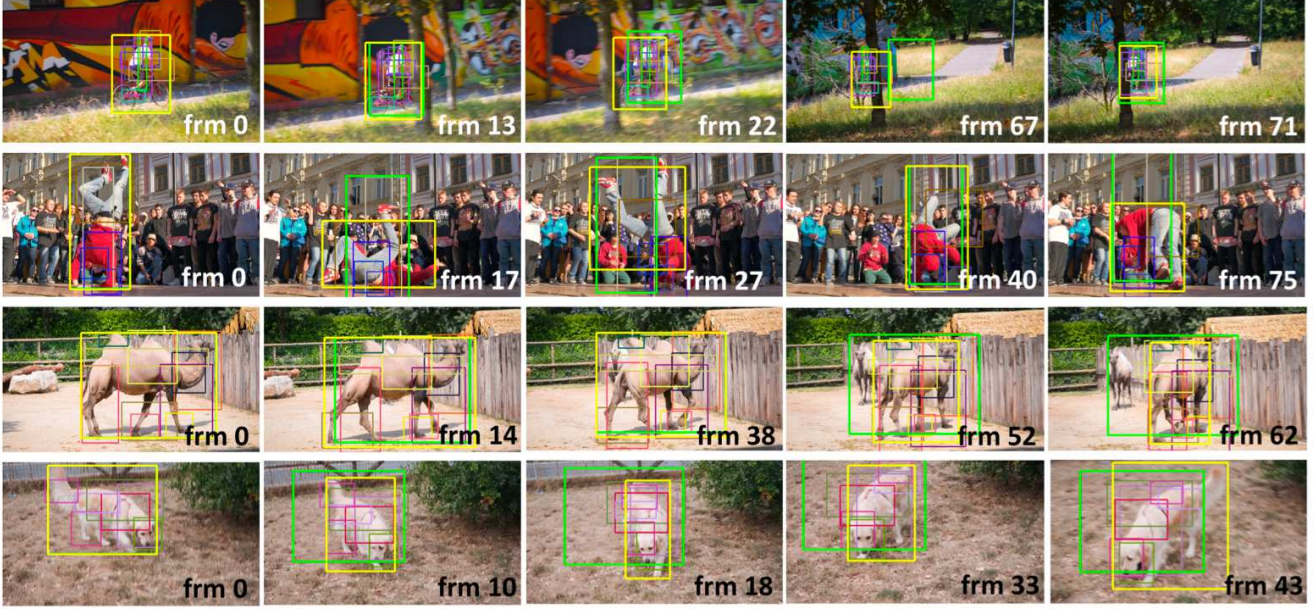 frm 0
frm 13
frm 22
frm 67
frm 71
frm 0
frm 17
frm 27
frm 40
frm 75
frm 0
frm 14
frm 38
frm 52
frm 62
frm 0
frm 10
frm 18
frm 33
frm 43